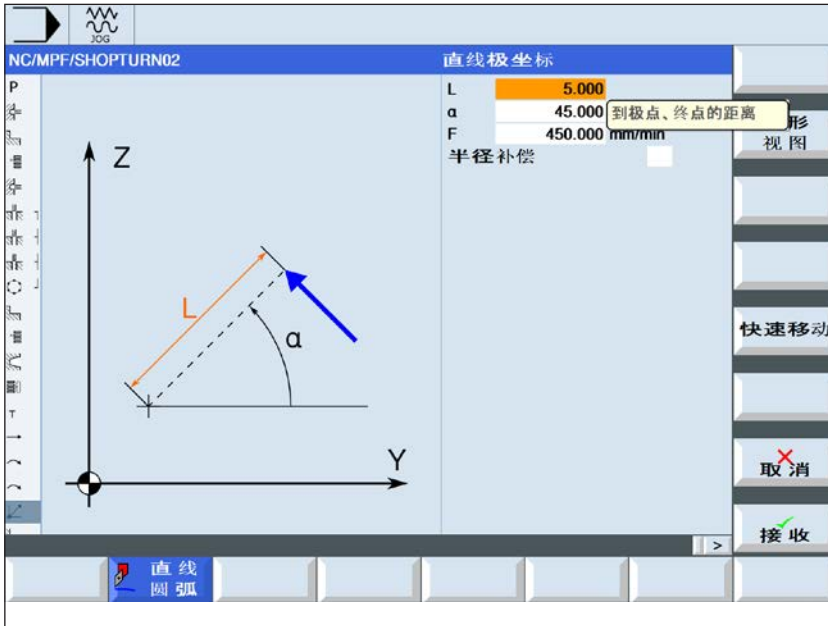 JOG
NC/MPF/SHOPTURN02
直线极坐标
P
L 5.000
α 45.000
到极点、终点的距离
F 450.000 mm/min
半径补偿
形
视图
Z
L
α
快速移动
T
Y
取消
接收
>
直线
圆弧